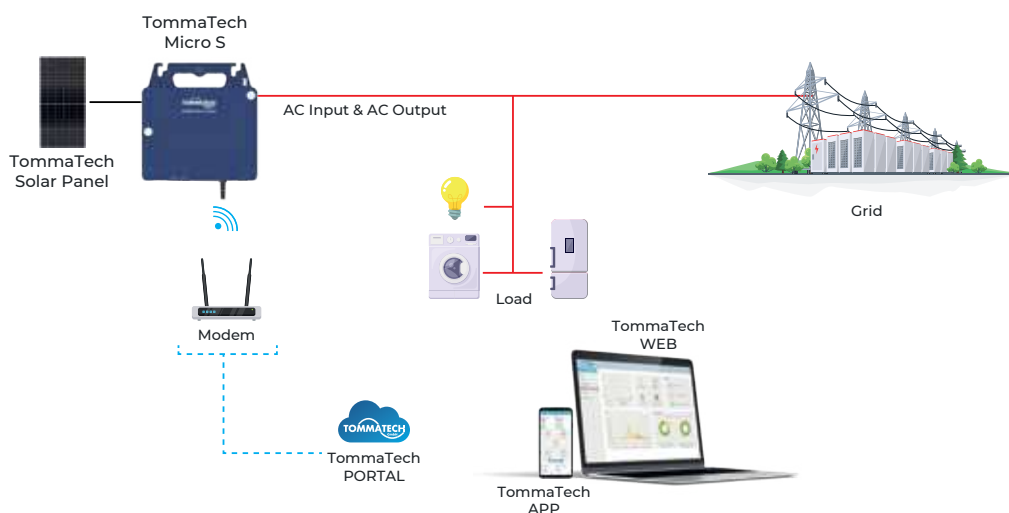 TommaTech
Micro S
TommaTech
Solar Panel
AC Input & AC Output
Grid
Load
Modem
TommaTech
WEB
TOMMATECH
TommaTech
PORTAL
TommaTech
APP